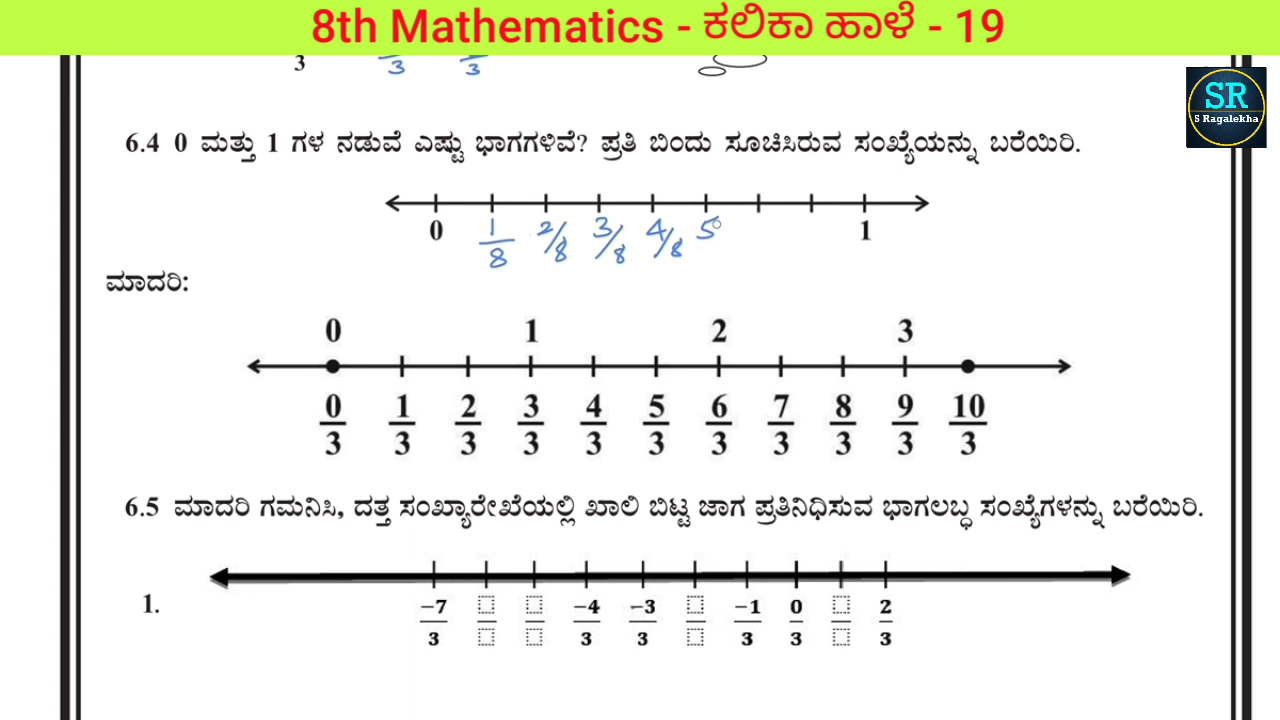 8th Mathematics - ಕಲಿಕಾ ಹಾಳೆ - 19
3 3 3
SR
S Ragalekha
6.4 0 ಮತ್ತು 1 ಗಳ ನಡುವೆ ಎಷ್ಟು ಭಾಗಗಳಿವೆ? ಪ್ರತಿ ಬಿಂದು ಸೂಚಿಸಿರುವ ಸಂಖ್ಯೆಯನ್ನು ಬರೆಯಿರಿ.
0 1/8 2/8 3/8 4/8 5 1
ಮಾದರಿ:
0 1 2 3
0/3 1/3 2/3 3/3 4/3 5/3 6/3 7/3 8/3 9/3 10/3
6.5 ಮಾದರಿ ಗಮನಿಸಿ, ದತ್ತ ಸಂಖ್ಯಾರೇಖೆಯಲ್ಲಿ ಖಾಲಿ ಬಿಟ್ಟ ಜಾಗ ಪ್ರತಿನಿಧಿಸುವ ಭಾಗಲಬ್ಧ ಸಂಖ್ಯೆಗಳನ್ನು ಬರೆಯಿರಿ.
1. −7/3 □/□ □/□ −4/3 −3/3 □/□ −1/3 0/3 □/□ 2/3